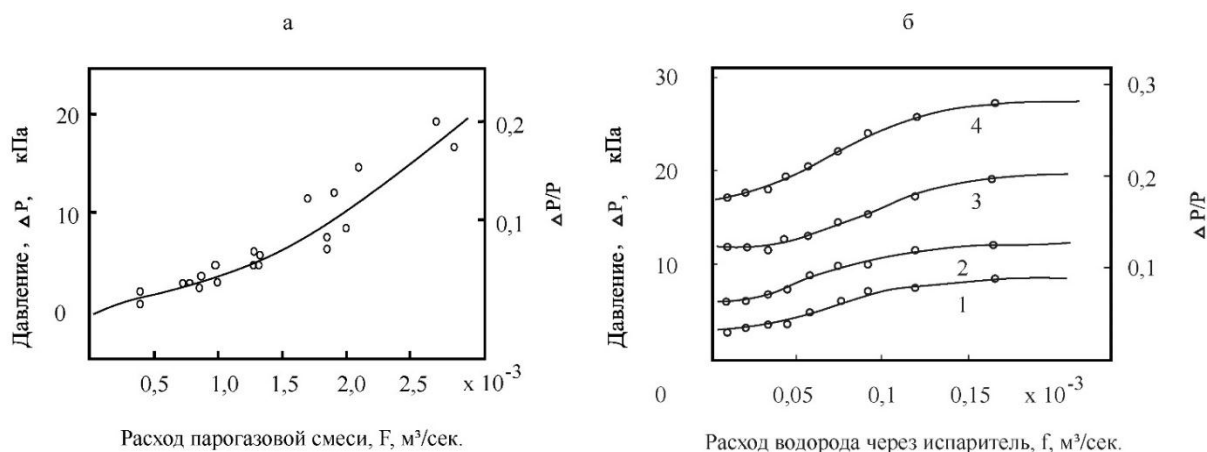 а
Давление, △P, кПа
20
10
0
0,2
0,1
△P/P
0,5 1,0 1,5 2,0 2,5 x 10⁻³
Расход парогазовой смеси, F, м³/сек.
б
Давление, △P, кПа
30
20
10
0
4
3
2
1
0,3
0,2
0,1
△P/P
0,05 0,1 0,15 x 10⁻³
Расход водорода через испаритель, f, м³/сек.